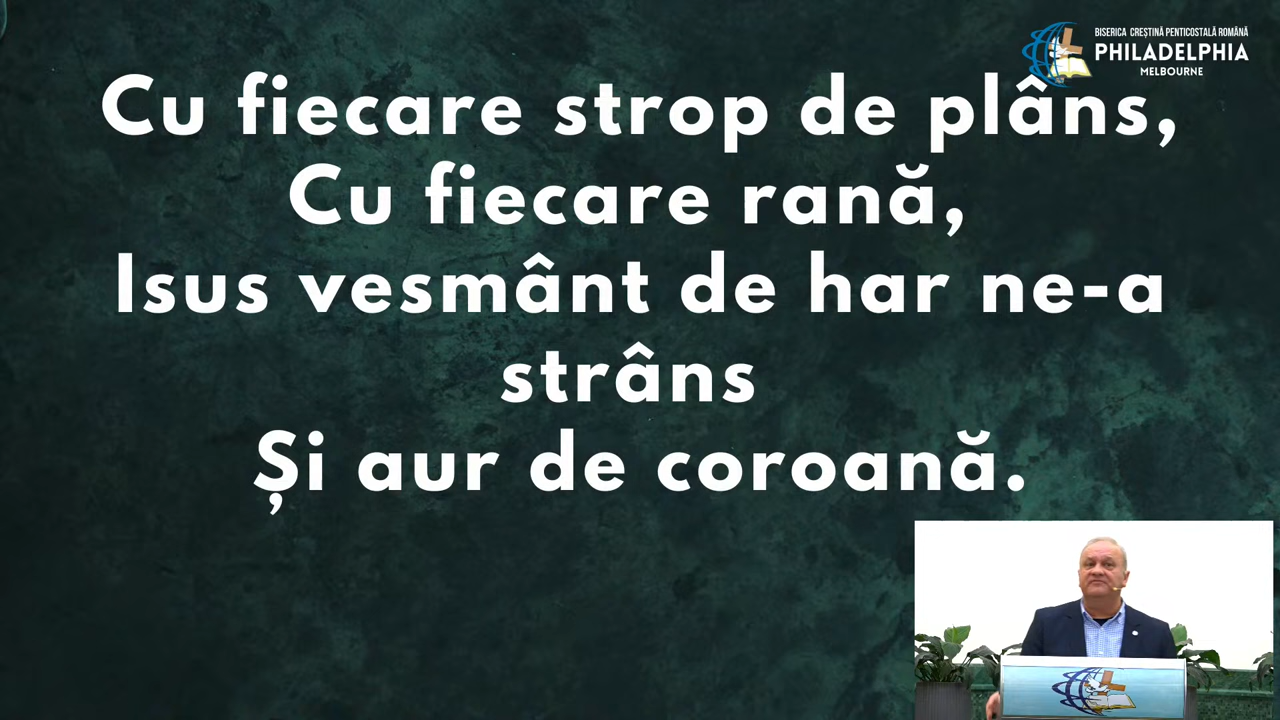 BISERICA CREȘTINĂ PENTICOSTALĂ ROMÂNĂ
PHILADELPHIA
MELBOURNE
Cu fiecare strop de plâns,
Cu fiecare rană,
Isus vesmânt de har ne-a
strâns
Și aur de coroană.